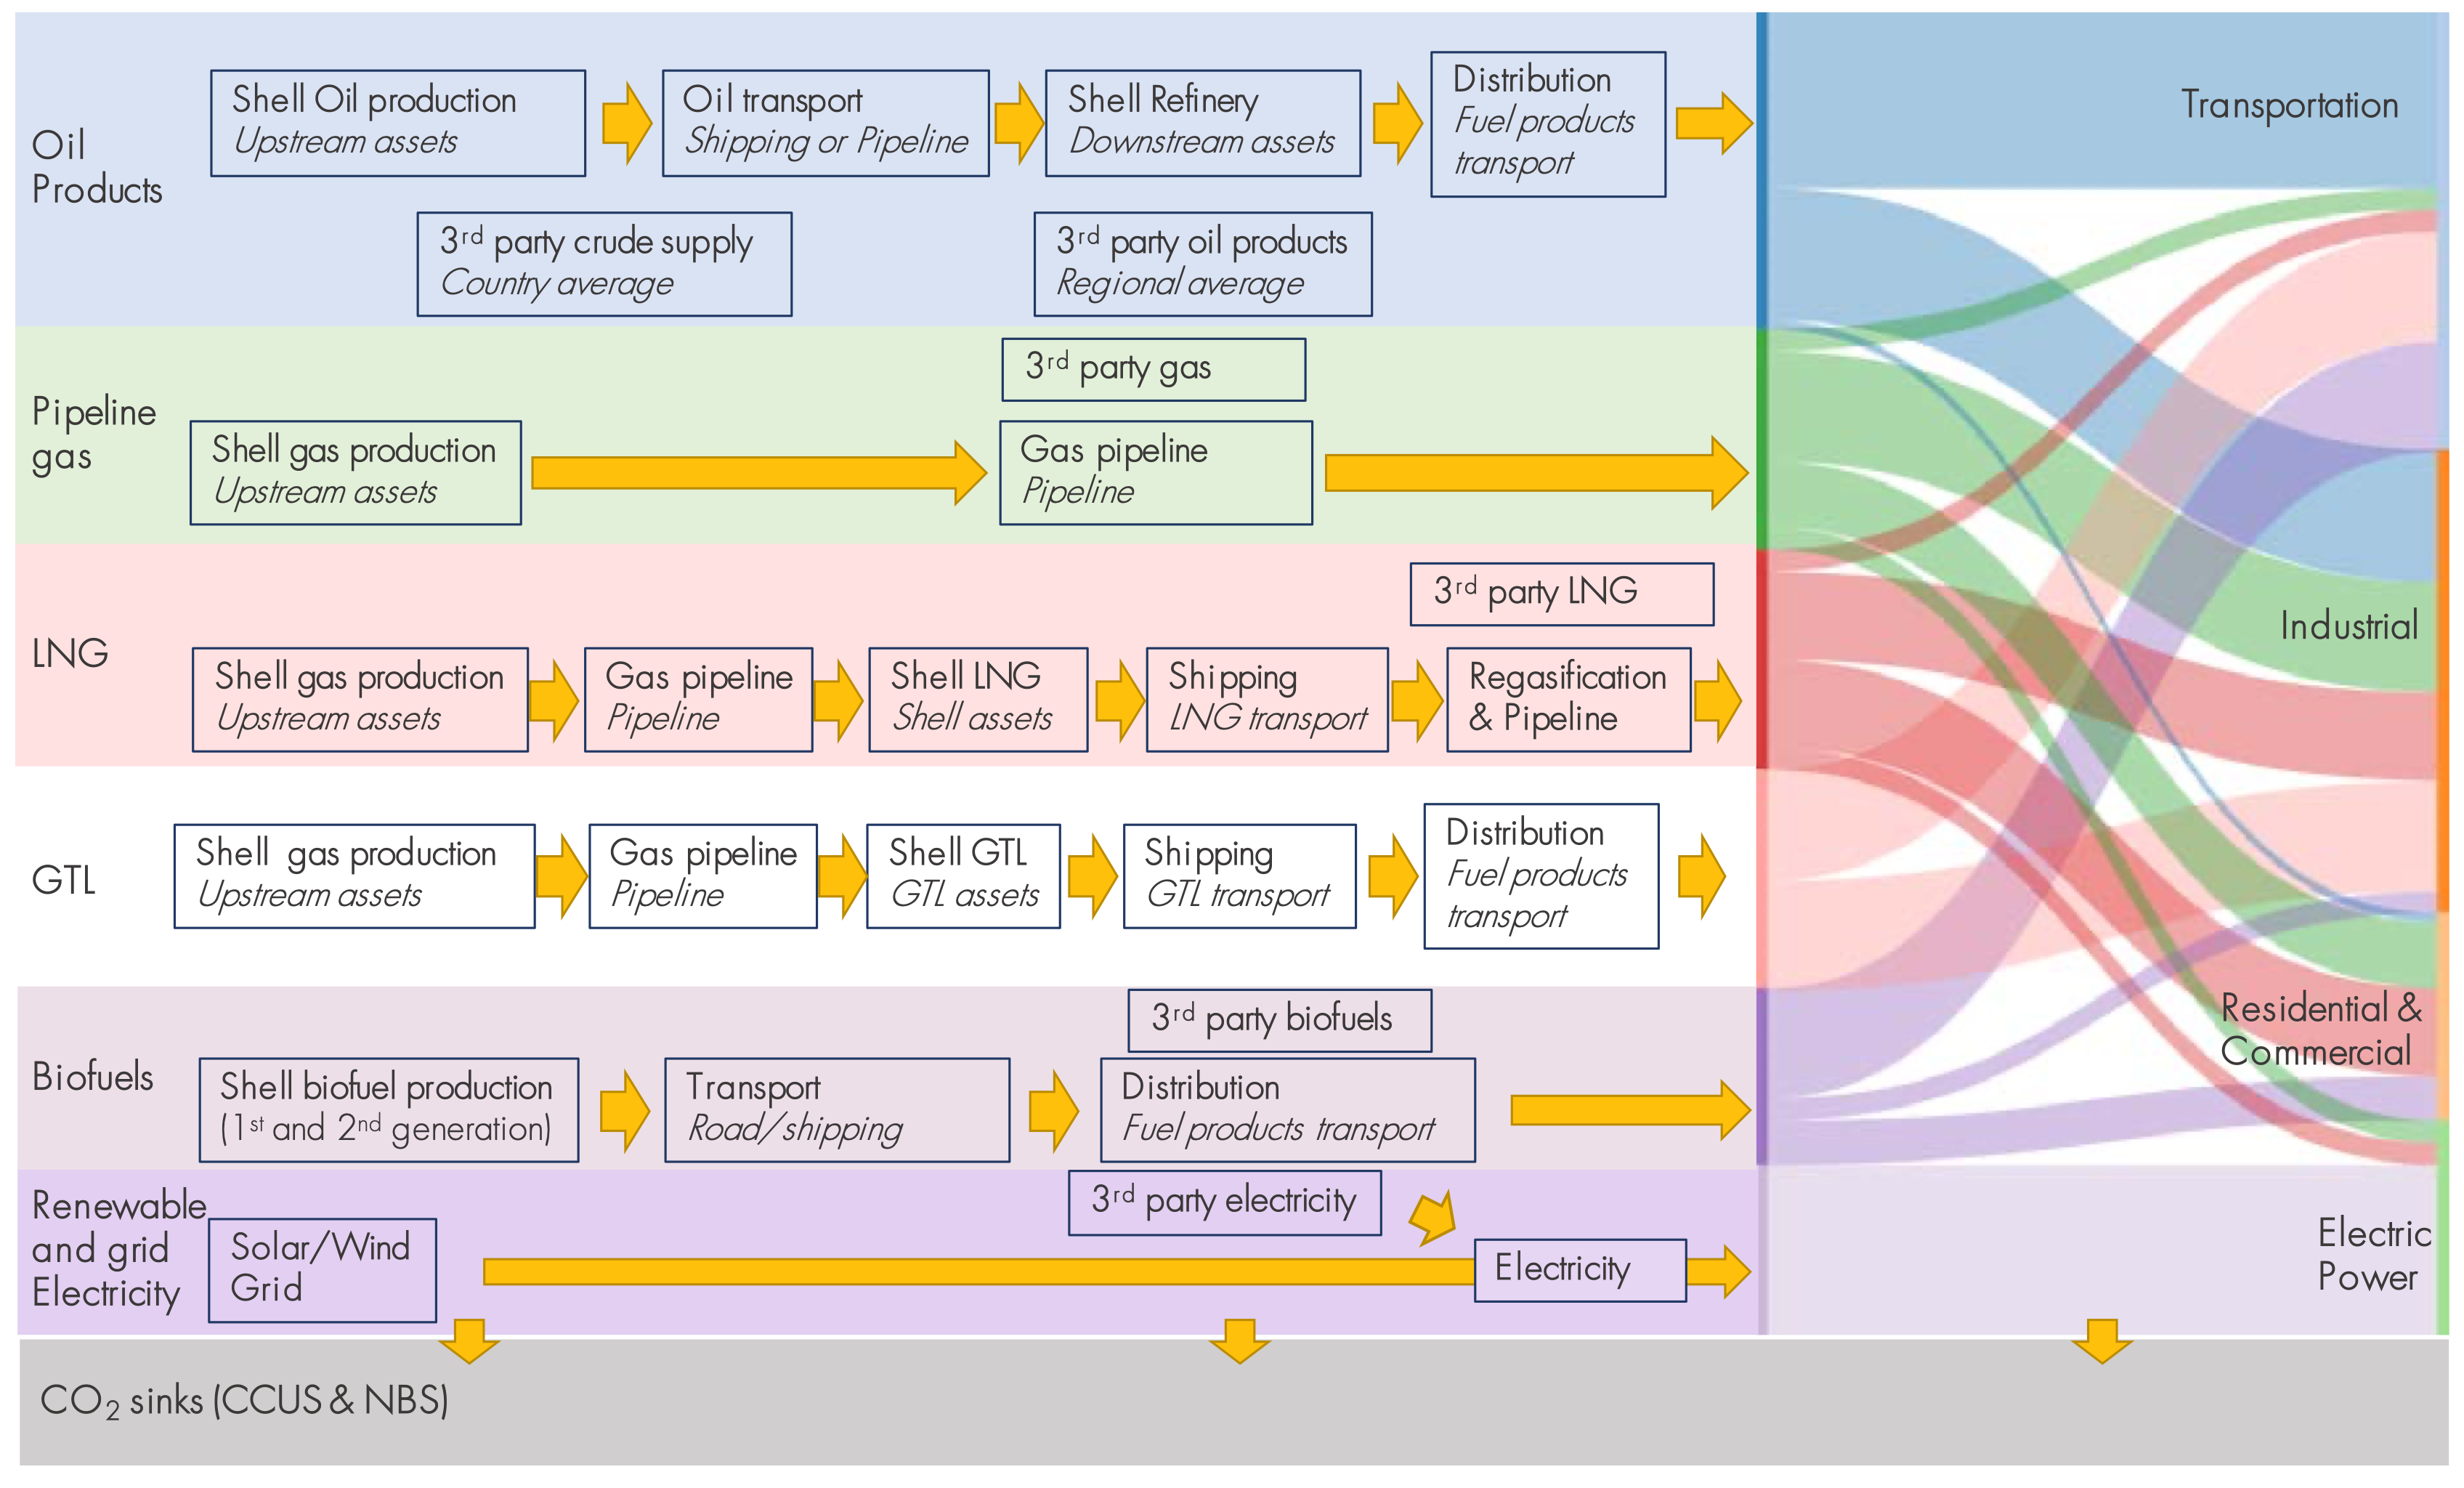 Oil
Products
Shell Oil production
Upstream assets
Oil transport
Shipping or Pipeline
Shell Refinery
Downstream assets
Distribution
Fuel products
transport
3rd party crude supply
Country average
3rd party oil products
Regional average
Transportation
Pipeline
gas
3rd party gas
Shell gas production
Upstream assets
Gas pipeline
Pipeline
LNG
3rd party LNG
Shell gas production
Upstream assets
Gas pipeline
Pipeline
Shell LNG
Shell assets
Shipping
LNG transport
Regasification
& Pipeline
Industrial
GTL
Shell gas production
Upstream assets
Gas pipeline
Pipeline
Shell GTL
GTL assets
Shipping
GTL transport
Distribution
Fuel products
transport
Residential &
Commercial
Biofuels
3rd party biofuels
Shell biofuel production
(1st and 2nd generation)
Transport
Road/shipping
Distribution
Fuel products transport
Renewable
and grid
Electricity
Solar/Wind
Grid
3rd party electricity
Electricity
Electric
Power
CO2 sinks (CCUS & NBS)